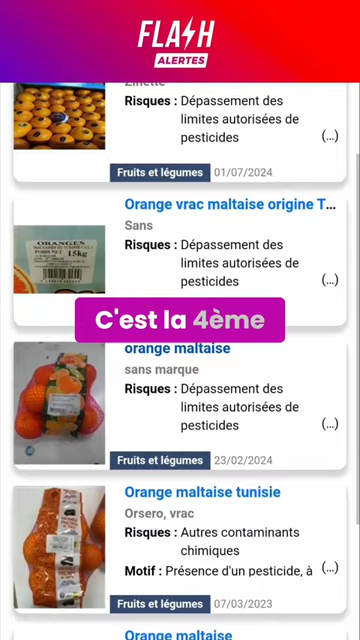 FLASH
ALERTES
Zinette
Risques : Dépassement des
limites autorisées de
pesticides
(...)
Fruits et légumes 01/07/2024
Orange vrac maltaise origine T...
Sans
Risques : Dépassement des
limites autorisées de
pesticides
(...)
ORANGES
15kg
C'est la 4ème
orange maltaise
sans marque
Risques : Dépassement des
limites autorisées de
pesticides
(...)
Fruits et légumes 23/02/2024
Orange maltaise tunisie
Orsero, vrac
Risques : Autres contaminants
chimiques
Motif : Présence d'un pesticide, à (...)
Fruits et légumes 07/03/2023
Orange maltaise